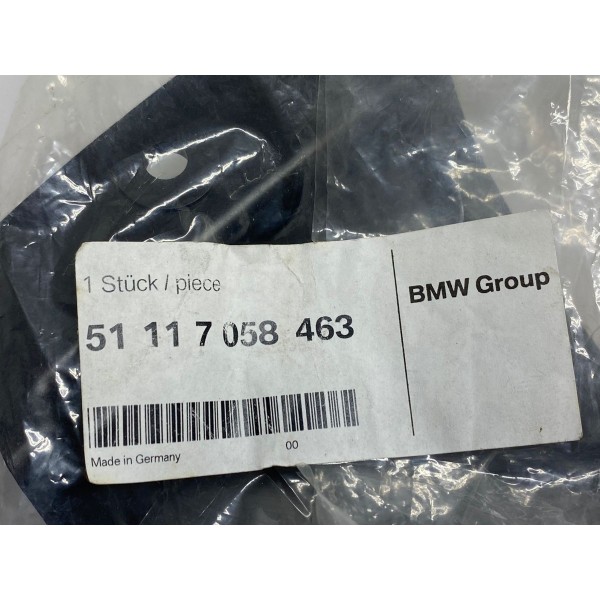 1 Stück / piece
BMW Group
51 11 7 058 463
00
Made in Germany